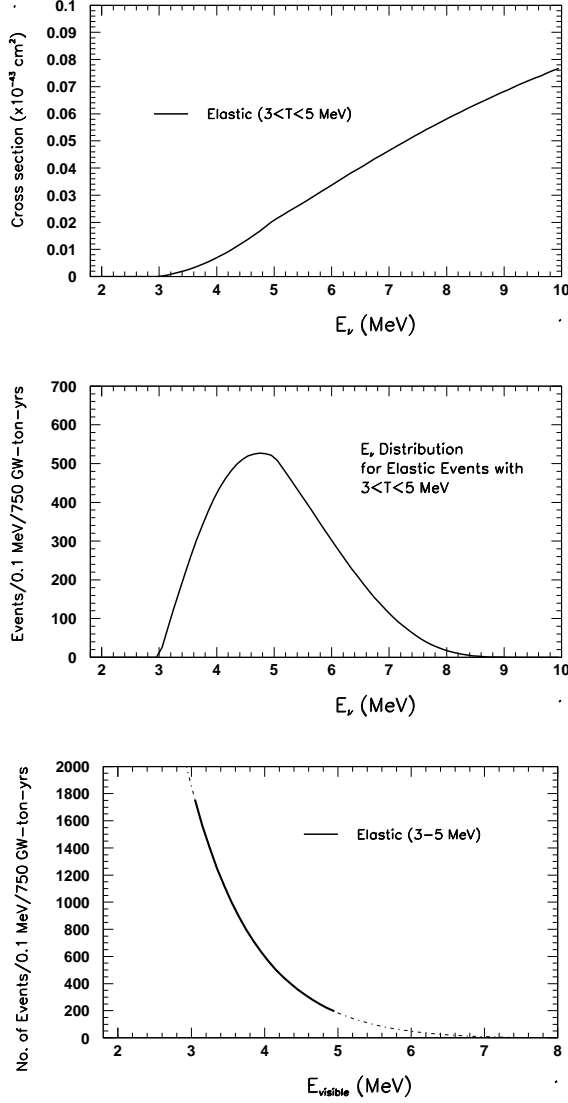 0.1
0.09
0.08
0.07
0.06
0.05
0.04
0.03
0.02
0.01
0
Cross section (x10⁻⁴³ cm²)
Elastic (3<T<5 MeV)
2 3 4 5 6 7 8 9 10
Eᵥ (MeV)
700
600
500
400
300
200
100
0
Events/0.1 MeV/750 GW-ton-yrs
Eᵥ Distribution
for Elastic Events with
3<T<5 MeV
2 3 4 5 6 7 8 9 10
Eᵥ (MeV)
2000
1800
1600
1400
1200
1000
800
600
400
200
0
No. of Events/0.1 MeV/750 GW-ton-yrs
Elastic (3-5 MeV)
2 3 4 5 6 7 8
E visible (MeV)